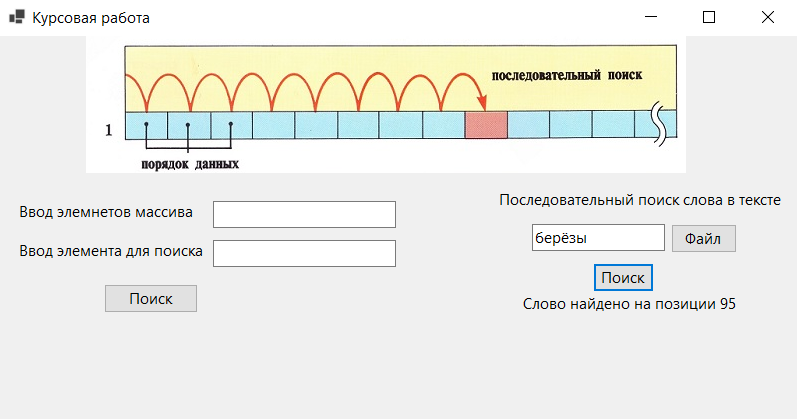 Курсовая работа
последовательный поиск
1
порядок данных
Последовательный поиск слова в тексте
Ввод элемнетов массива
берёзы
Файл
Ввод элемента для поиска
Поиск
Поиск
Слово найдено на позиции 95